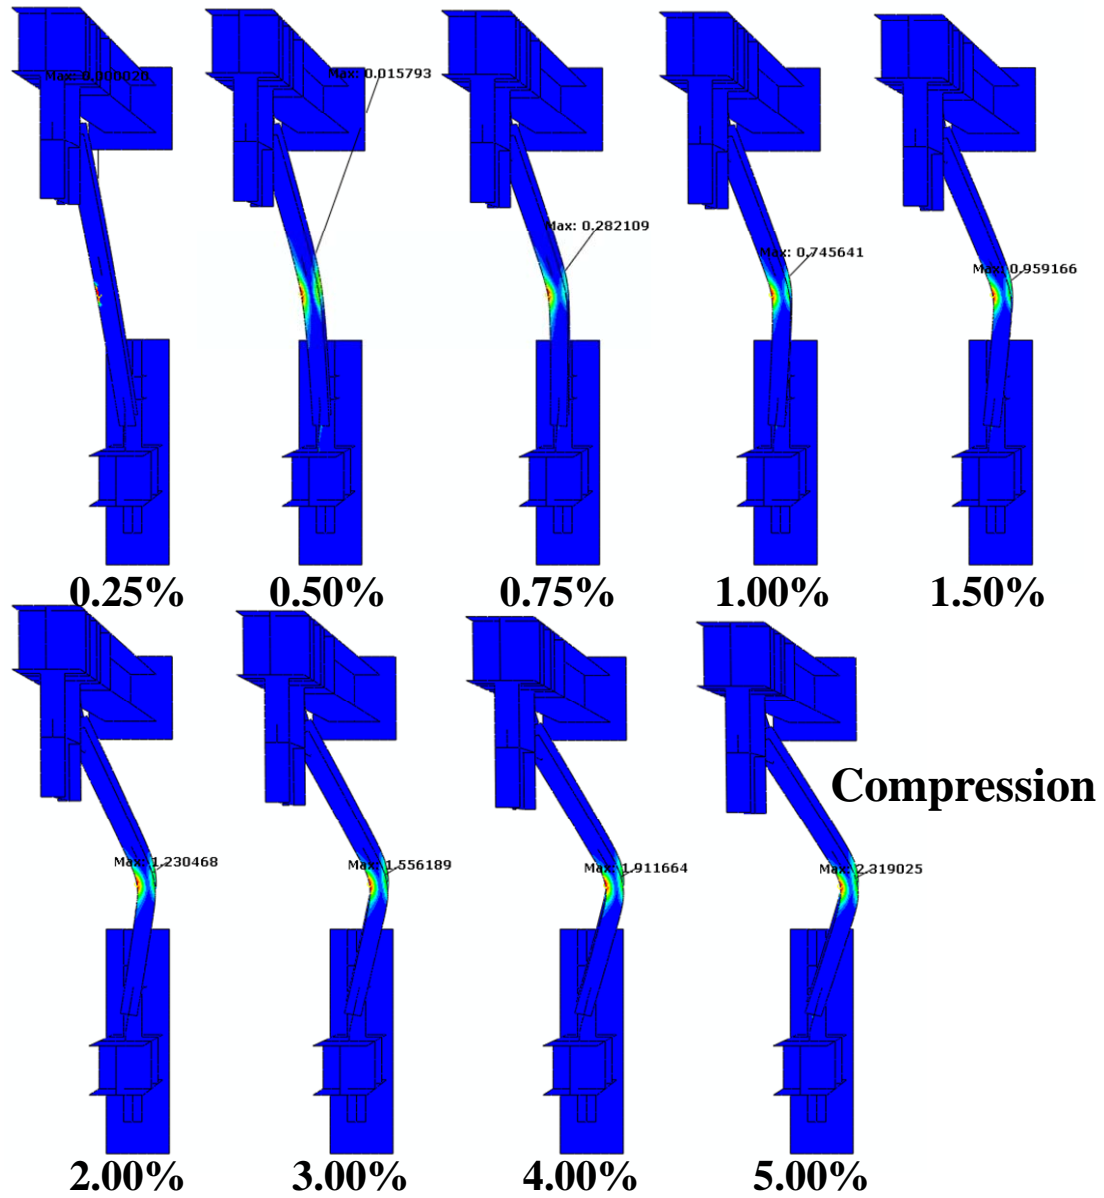 Max: 0.000020
Max: 0.015793
Max: 0.282109
Max: 0.745641
Max: 0.959166
0.25%
0.50%
0.75%
1.00%
1.50%
Compression
Max: 1.230468
Max: 1.556189
Max: 1.911664
Max: 2.319025
2.00%
3.00%
4.00%
5.00%